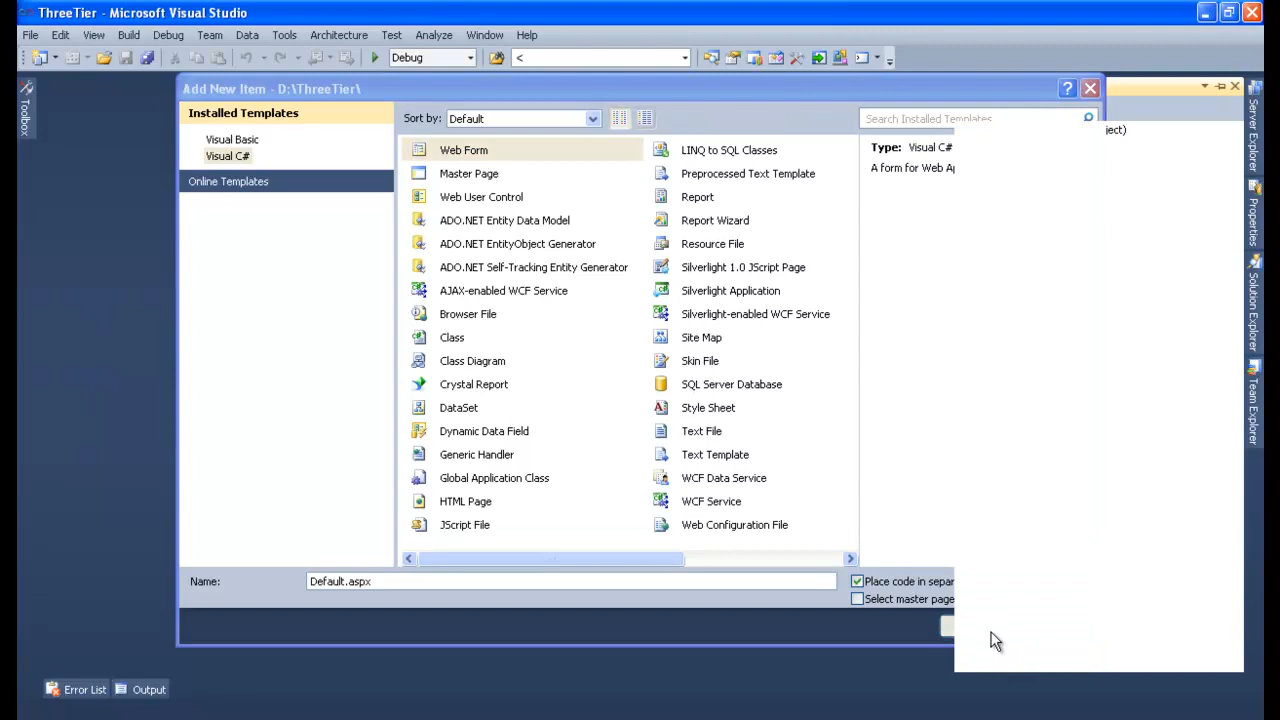 ThreeTier - Microsoft Visual Studio
File Edit View Build Debug Team Data Tools Architecture Test Analyze Window Help
Debug <
Toolbox
Add New Item - D:\ThreeTier\
Installed Templates
Visual Basic
Visual C#
Online Templates
Sort by: Default
Search Installed Templates
Web Form
Master Page
Web User Control
ADO.NET Entity Data Model
ADO.NET EntityObject Generator
ADO.NET Self-Tracking Entity Generator
AJAX-enabled WCF Service
Browser File
Class
Class Diagram
Crystal Report
DataSet
Dynamic Data Field
Generic Handler
Global Application Class
HTML Page
JScript File
LINQ to SQL Classes
Preprocessed Text Template
Report
Report Wizard
Resource File
Silverlight 1.0 JScript Page
Silverlight Application
Silverlight-enabled WCF Service
Site Map
Skin File
SQL Server Database
Style Sheet
Text File
Text Template
WCF Data Service
WCF Service
Web Configuration File
Type: Visual C#
A form for Web Ap
ject)
Name: Default.aspx
Place code in separ
Select master page
Server Explorer
Properties
Solution Explorer
Team Explorer
Error List Output